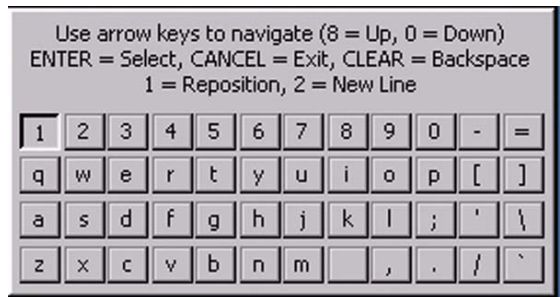 Use arrow keys to navigate (8 = Up, 0 = Down)
ENTER = Select, CANCEL = Exit, CLEAR = Backspace
1 = Reposition, 2 = New Line
1 2 3 4 5 6 7 8 9 0 - =
q w e r t y u i o p [ ]
a s d f g h j k l ; ' \
z x c v b n m , . / `